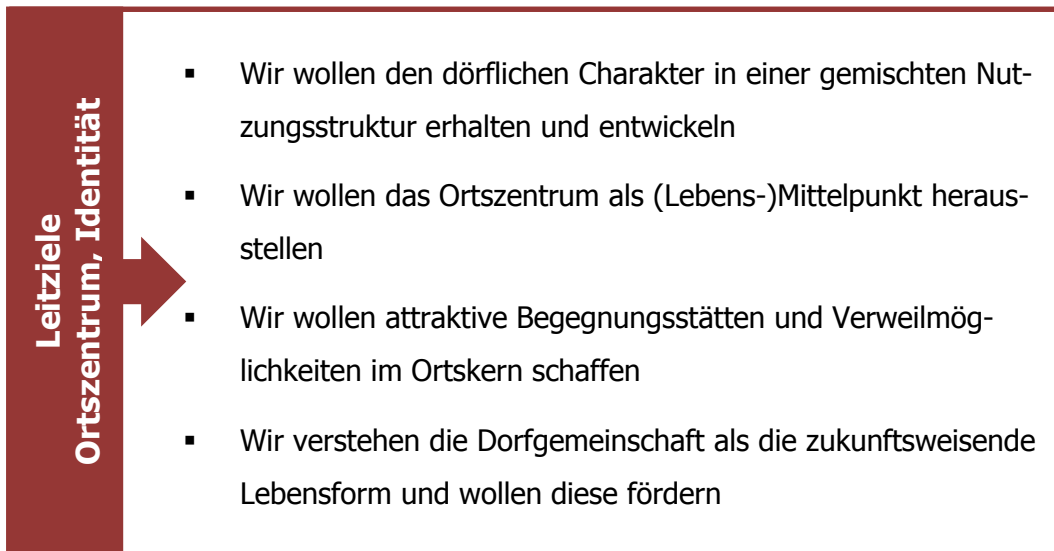 Leitziele
Ortszentrum, Identität
▪ Wir wollen den dörflichen Charakter in einer gemischten Nut-
zungsstruktur erhalten und entwickeln
▪ Wir wollen das Ortszentrum als (Lebens-)Mittelpunkt heraus-
stellen
▪ Wir wollen attraktive Begegnungsstätten und Verweilmög-
lichkeiten im Ortskern schaffen
▪ Wir verstehen die Dorfgemeinschaft als die zukunftsweisende
Lebensform und wollen diese fördern